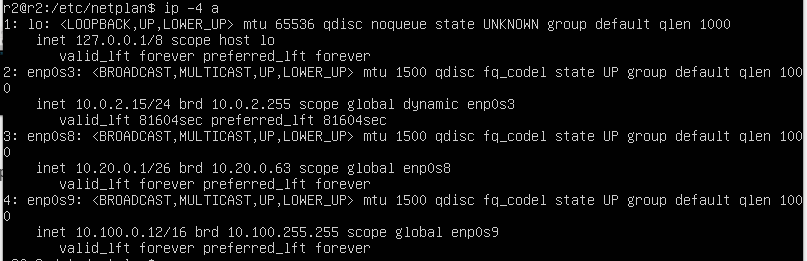 r2@r2:/etc/netplan$ ip -4 a
1: lo: <LOOPBACK,UP,LOWER_UP> mtu 65536 qdisc noqueue state UNKNOWN group default qlen 1000
    inet 127.0.0.1/8 scope host lo
       valid_lft forever preferred_lft forever
2: enp0s3: <BROADCAST,MULTICAST,UP,LOWER_UP> mtu 1500 qdisc fq_codel state UP group default qlen 100
0
    inet 10.0.2.15/24 brd 10.0.2.255 scope global dynamic enp0s3
       valid_lft 81604sec preferred_lft 81604sec
3: enp0s8: <BROADCAST,MULTICAST,UP,LOWER_UP> mtu 1500 qdisc fq_codel state UP group default qlen 100
0
    inet 10.20.0.1/26 brd 10.20.0.63 scope global enp0s8
       valid_lft forever preferred_lft forever
4: enp0s9: <BROADCAST,MULTICAST,UP,LOWER_UP> mtu 1500 qdisc fq_codel state UP group default qlen 100
0
    inet 10.100.0.12/16 brd 10.100.255.255 scope global enp0s9
       valid_lft forever preferred_lft forever